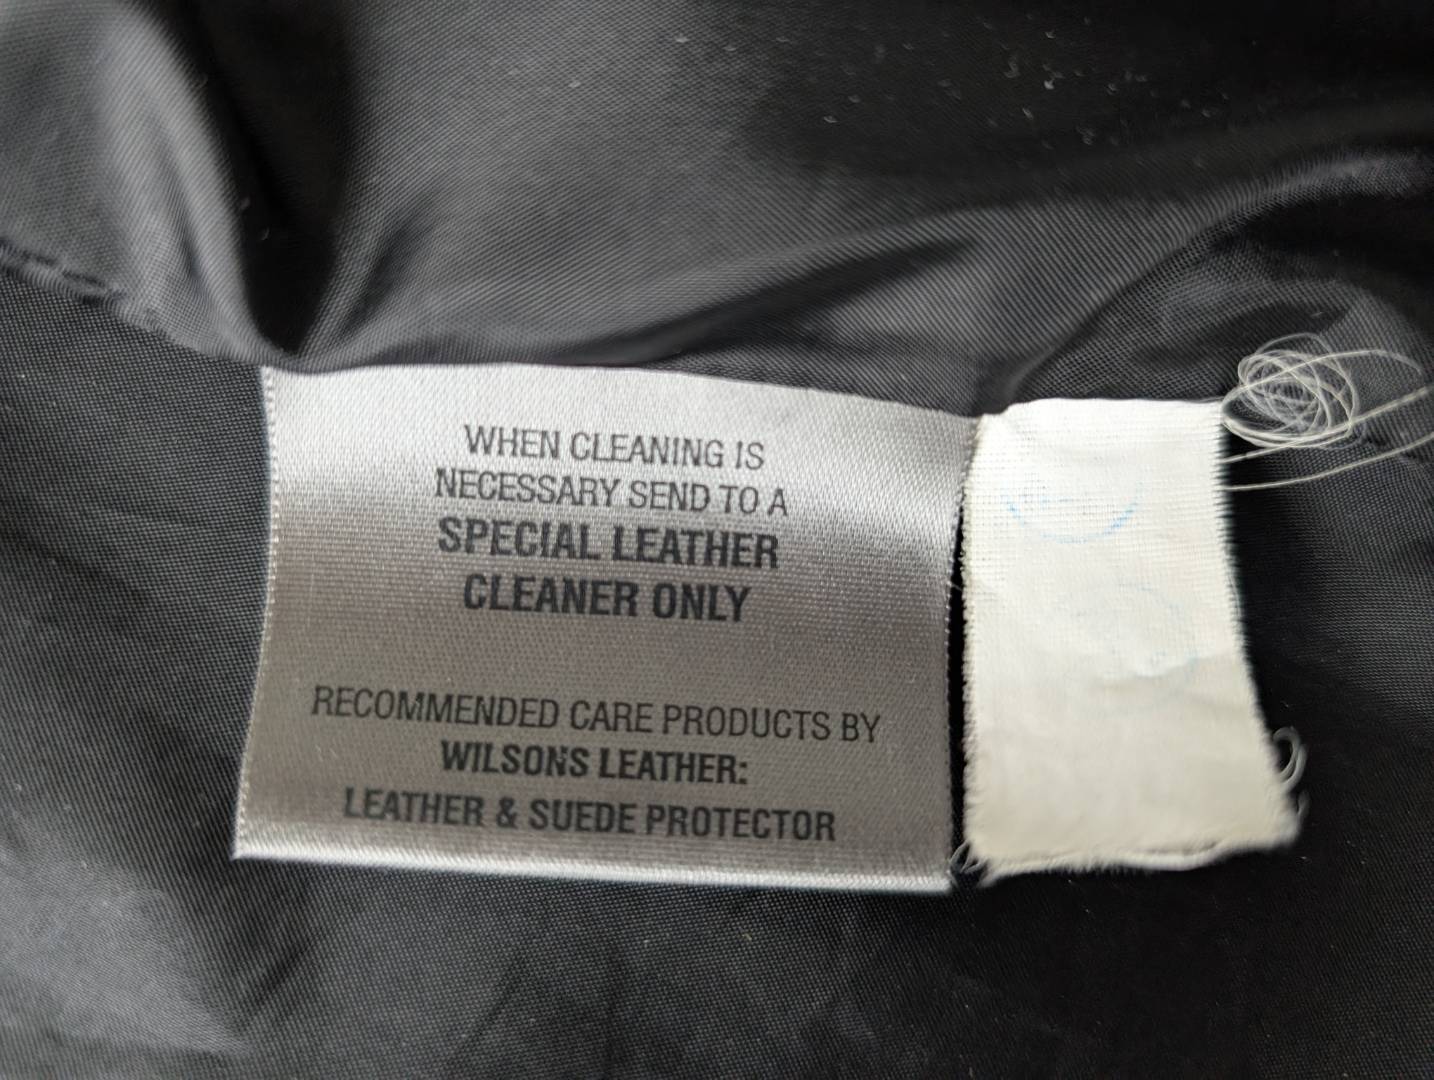 WHEN CLEANING IS
NECESSARY SEND TO A
SPECIAL LEATHER
CLEANER ONLY
RECOMMENDED CARE PRODUCTS BY
WILSONS LEATHER:
LEATHER & SUEDE PROTECTOR